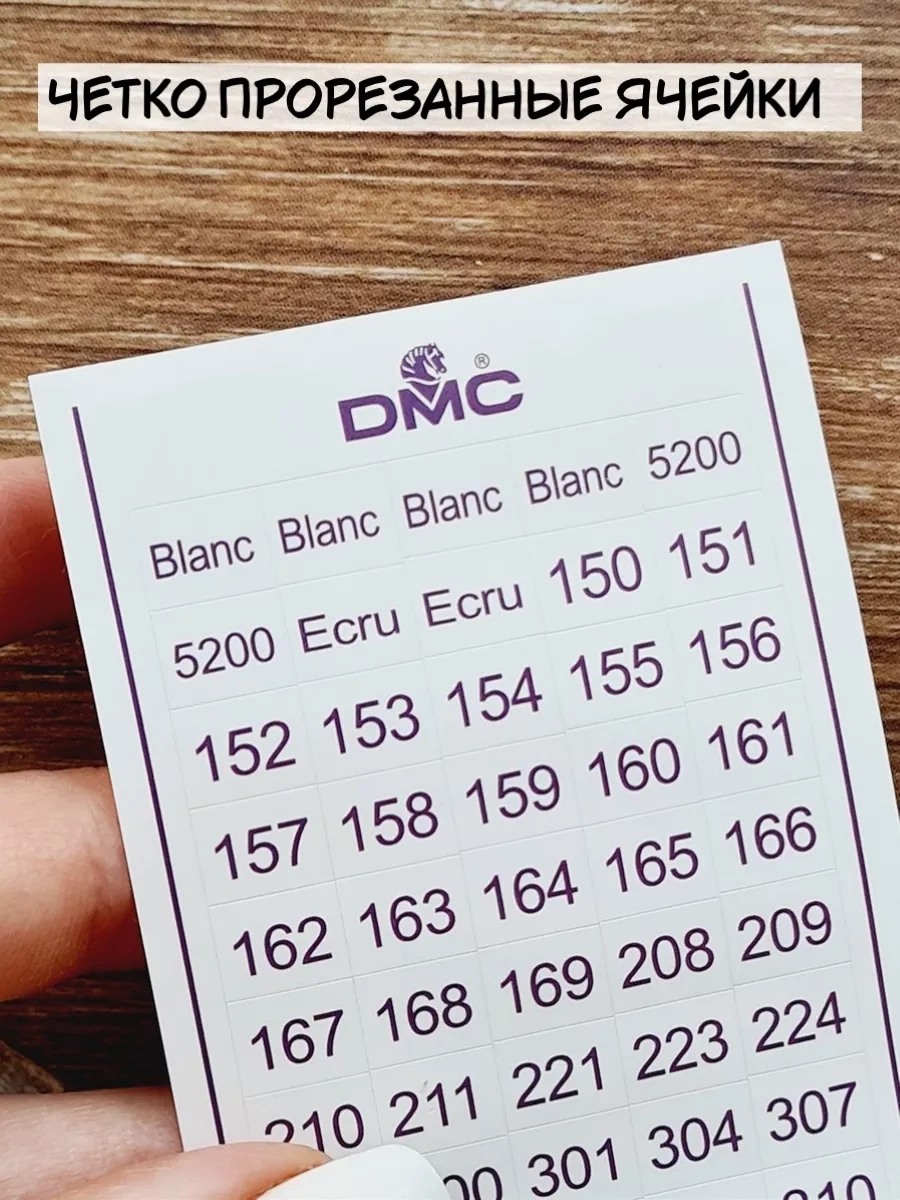 ЧЕТКО ПРОРЕЗАННЫЕ ЯЧЕЙКИ
DMC®
Blanc Blanc Blanc Blanc 5200
5200 Ecru Ecru 150 151
152 153 154 155 156
157 158 159 160 161
162 163 164 165 166
167 168 169 208 209
210 211 221 223 224
301 304 307